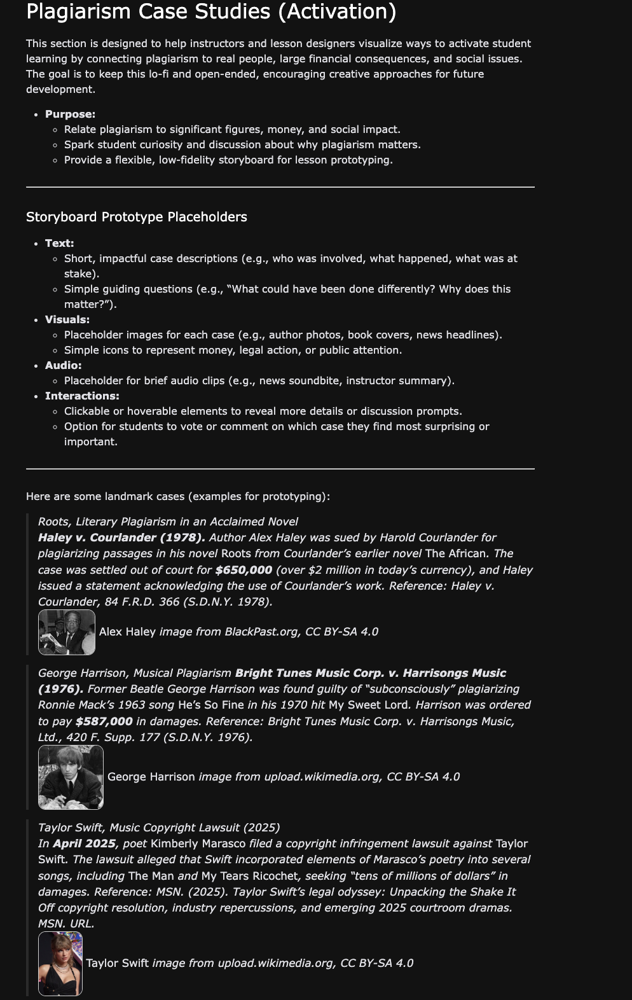 Plagiarism Case Studies (Activation)
This section is designed to help instructors and lesson designers visualize ways to activate student
learning by connecting plagiarism to real people, large financial consequences, and social issues.
The goal is to keep this lo-fi and open-ended, encouraging creative approaches for future
development.
• Purpose:
◦ Relate plagiarism to significant figures, money, and social impact.
◦ Spark student curiosity and discussion about why plagiarism matters.
◦ Provide a flexible, low-fidelity storyboard for lesson prototyping.
Storyboard Prototype Placeholders
• Text:
◦ Short, impactful case descriptions (e.g., who was involved, what happened, what was at
stake).
◦ Simple guiding questions (e.g., “What could have been done differently? Why does this
matter?”).
• Visuals:
◦ Placeholder images for each case (e.g., author photos, book covers, news headlines).
◦ Simple icons to represent money, legal action, or public attention.
• Audio:
◦ Placeholder for brief audio clips (e.g., news soundbite, instructor summary).
• Interactions:
◦ Clickable or hoverable elements to reveal more details or discussion prompts.
◦ Option for students to vote or comment on which case they find most surprising or
important.
Here are some landmark cases (examples for prototyping):
Roots, Literary Plagiarism in an Acclaimed Novel
Haley v. Courlander (1978). Author Alex Haley was sued by Harold Courlander for
plagiarizing passages in his novel Roots from Courlander’s earlier novel The African. The
case was settled out of court for $650,000 (over $2 million in today’s currency), and Haley
issued a statement acknowledging the use of Courlander’s work. Reference: Haley v.
Courlander, 84 F.R.D. 366 (S.D.N.Y. 1978).
Alex Haley image from BlackPast.org, CC BY-SA 4.0
George Harrison, Musical Plagiarism Bright Tunes Music Corp. v. Harrisongs Music
(1976). Former Beatle George Harrison was found guilty of “subconsciously” plagiarizing
Ronnie Mack’s 1963 song He’s So Fine in his 1970 hit My Sweet Lord. Harrison was ordered
to pay $587,000 in damages. Reference: Bright Tunes Music Corp. v. Harrisongs Music,
Ltd., 420 F. Supp. 177 (S.D.N.Y. 1976).
George Harrison image from upload.wikimedia.org, CC BY-SA 4.0
Taylor Swift, Music Copyright Lawsuit (2025)
In April 2025, poet Kimberly Marasco filed a copyright infringement lawsuit against Taylor
Swift. The lawsuit alleged that Swift incorporated elements of Marasco’s poetry into several
songs, including The Man and My Tears Ricochet, seeking “tens of millions of dollars” in
damages. Reference: MSN. (2025). Taylor Swift’s legal odyssey: Unpacking the Shake It
Off copyright resolution, industry repercussions, and emerging 2025 courtroom dramas.
MSN. URL.
Taylor Swift image from upload.wikimedia.org, CC BY-SA 4.0